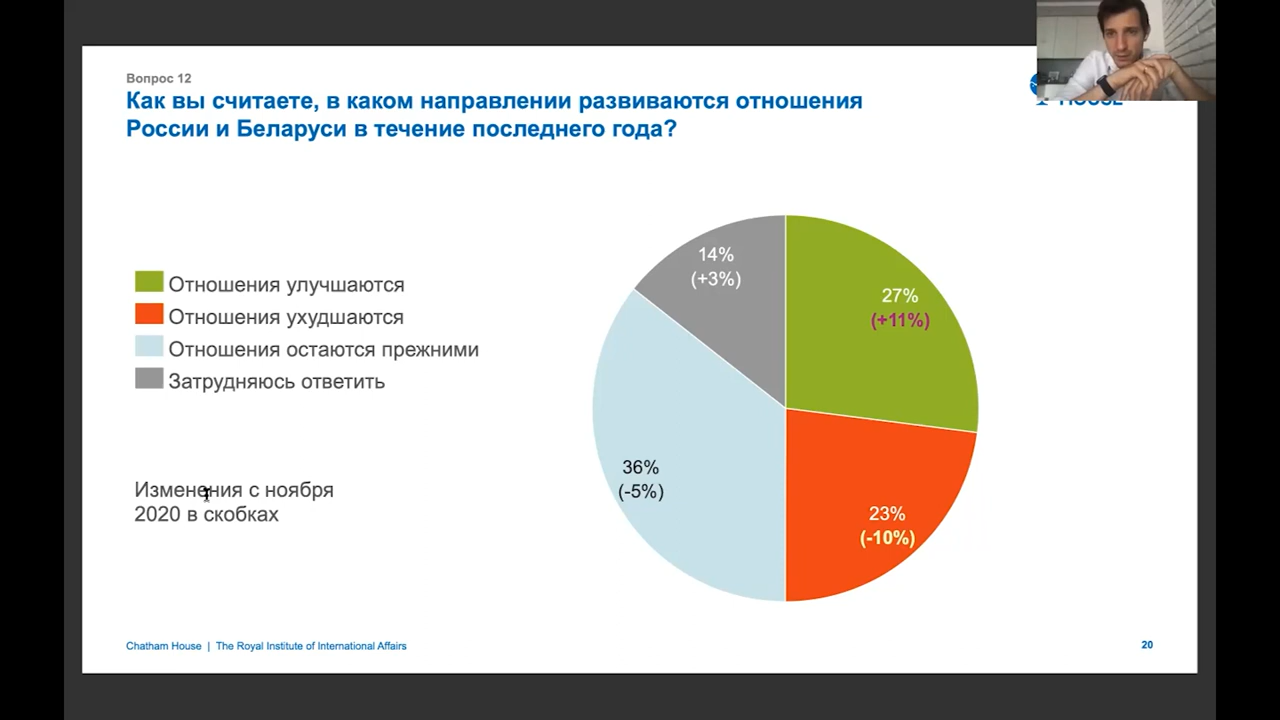 Вопрос 12
Как вы считаете, в каком направлении развиваются отношения
России и Беларуси в течение последнего года?
HOUSE
Отношения улучшаются
Отношения ухудшаются
Отношения остаются прежними
Затрудняюсь ответить
14%
(+3%)
27%
(+11%)
36%
(-5%)
23%
(-10%)
Изменения с ноября
2020 в скобках
Chatham House | The Royal Institute of International Affairs
20